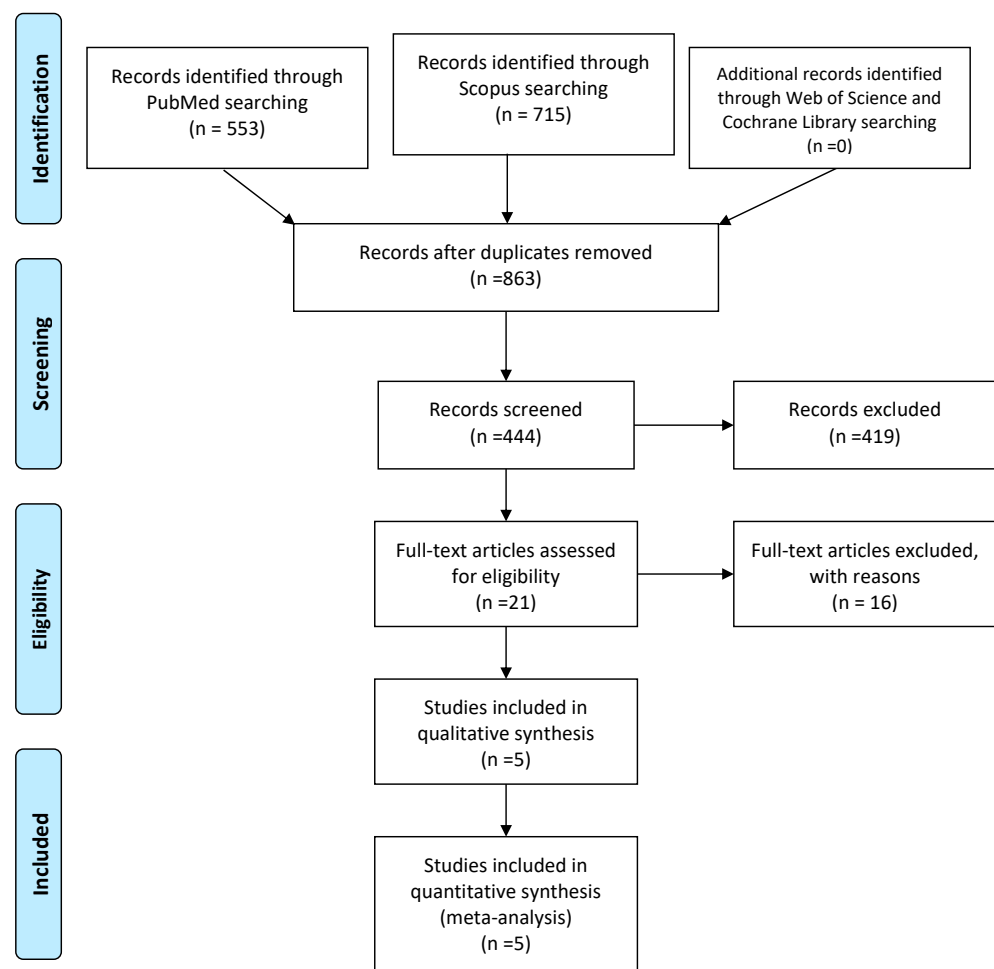 Identification
Records identified through
PubMed searching
(n = 553)
Records identified through
Scopus searching
(n = 715)
Additional records identified
through Web of Science and
Cochrane Library searching
(n =0)
Records after duplicates removed
(n =863)
Screening
Records screened
(n =444)
Records excluded
(n =419)
Eligibility
Full-text articles assessed
for eligibility
(n =21)
Full-text articles excluded,
with reasons
(n = 16)
Studies included in
qualitative synthesis
(n =5)
Included
Studies included in
quantitative synthesis
(meta-analysis)
(n =5)